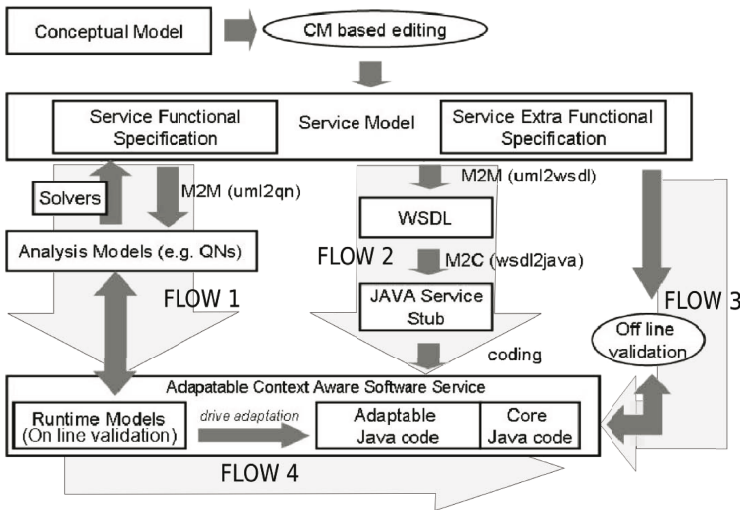 Conceptual Model
CM based editing
Service Functional
Specification
Service Model
Service Extra Functional
Specification
Solvers
M2M (uml2qn)
M2M (uml2wsdl)
WSDL
Analysis Models (e.g. QNs)
FLOW 2
M2C (wsdl2java)
FLOW 1
JAVA Service
Stub
FLOW 3
Off line
validation
coding
Adapatable Context Aware Software Service
Runtime Models
(On line validation)
drive adaptation
Adaptable
Java code
Core
Java code
FLOW 4